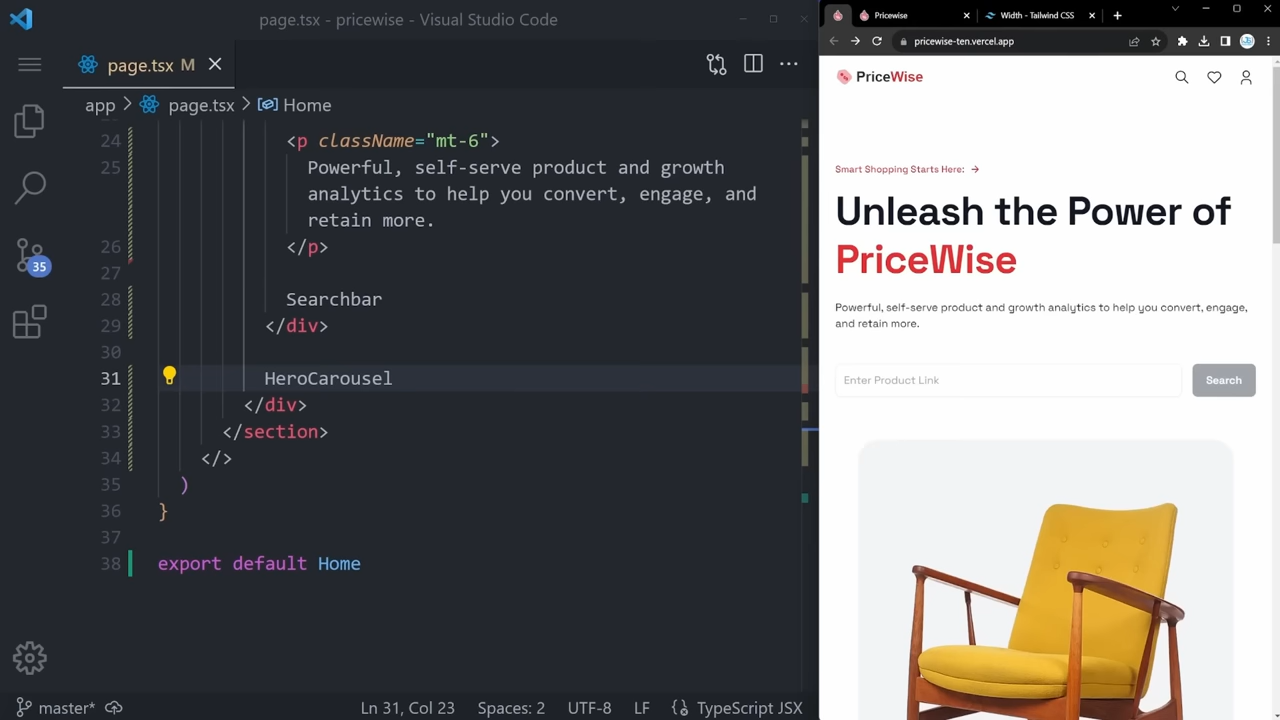 page.tsx - pricewise - Visual Studio Code
page.tsx M
app > page.tsx > Home
24 <p className="mt-6">
25 Powerful, self-serve product and growth
analytics to help you convert, engage, and
retain more.
26 </p>
27
28 Searchbar
29 </div>
30
31 HeroCarousel
32 </div>
33 </section>
34 </>
35 )
36 }
37
38 export default Home
35
master*
Ln 31, Col 23
Spaces: 2
UTF-8
LF
{} TypeScript JSX
Pricewise
Width - Tailwind CSS
pricewise-ten.vercel.app
PriceWise
Smart Shopping Starts Here:
Unleash the Power of
PriceWise
Powerful, self-serve product and growth analytics to help you convert, engage,
and retain more.
Enter Product Link
Search